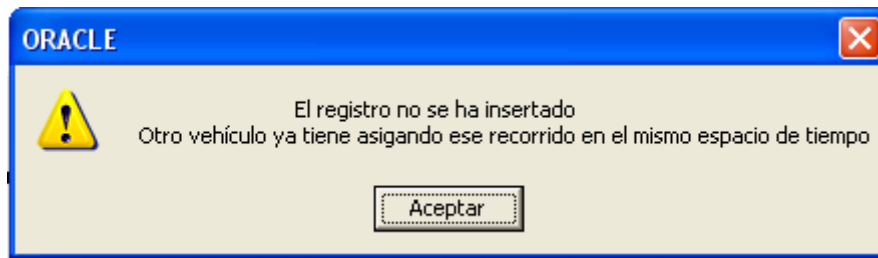 ORACLE
El registro no se ha insertado
Otro vehículo ya tiene asigando ese recorrido en el mismo espacio de tiempo
Aceptar